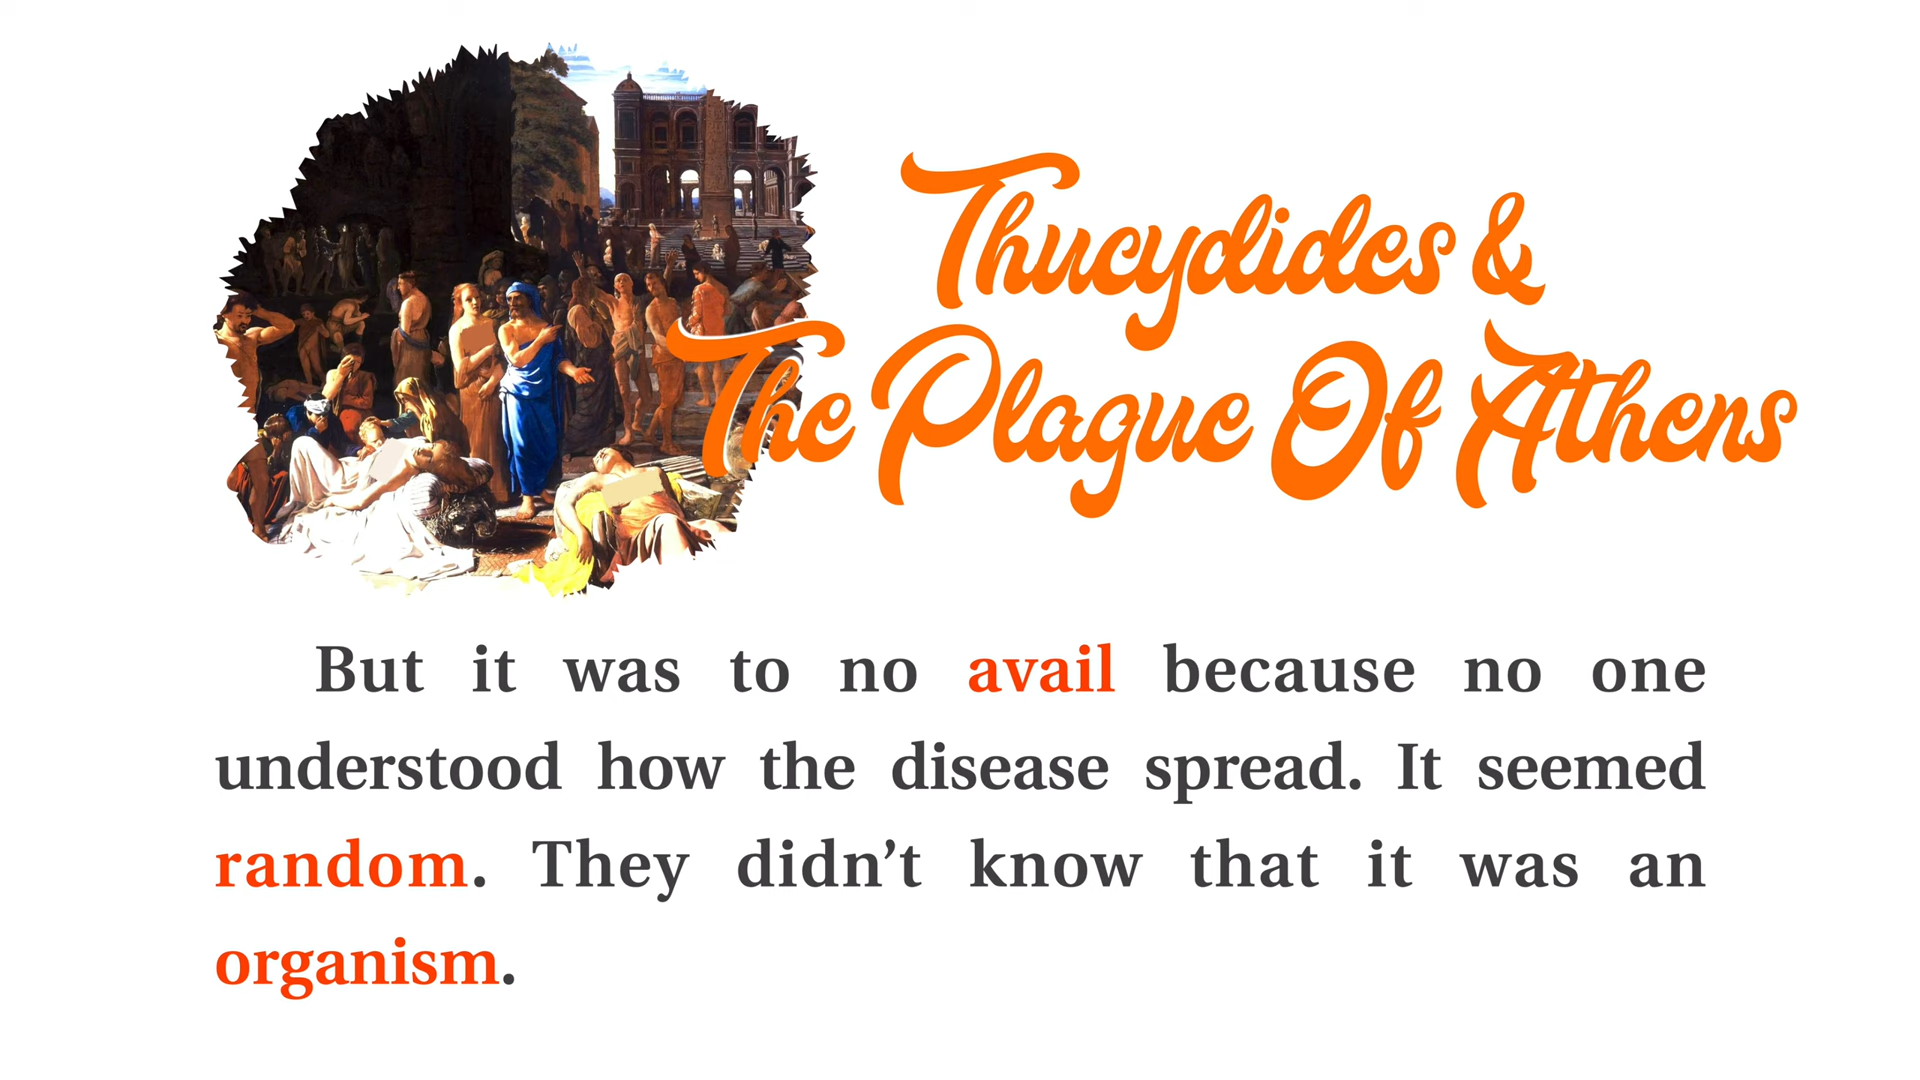 Thucydides &
The Plague Of Athens
But it was to no avail because no one
understood how the disease spread. It seemed
random. They didn’t know that it was an
organism.